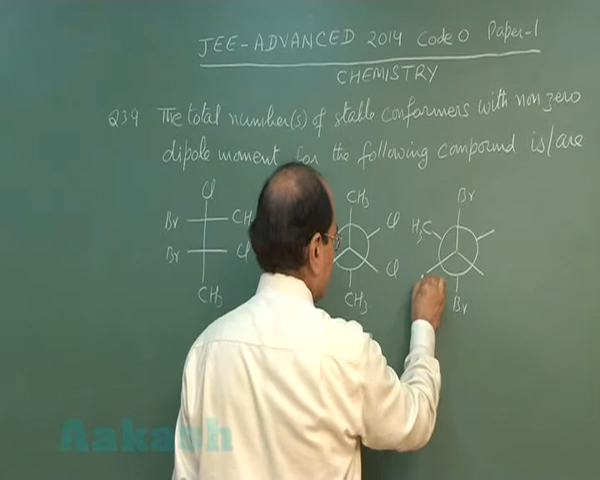 JEE-ADVANCED 2014 Code 0 Paper-1
CHEMISTRY
Q39 The total number(s) of stable conformers with non zero
dipole moment for the following compound is/are
Cl
Br CH
Br Cl
CH3
CH3
Cl
Cl
CH3
Br
H3C
Br
Aakash